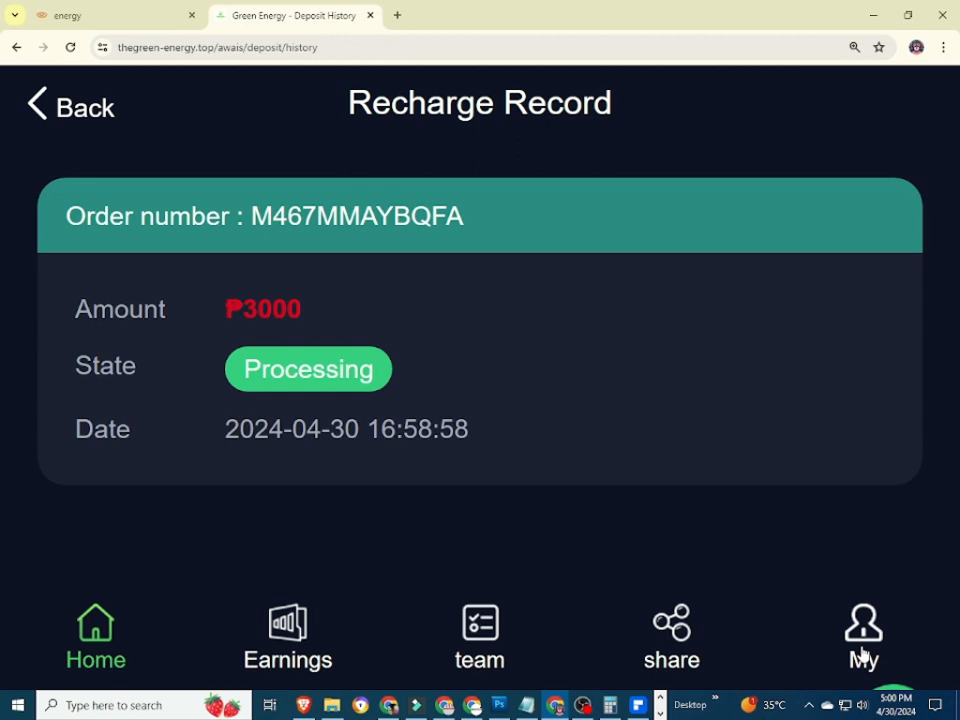 energy
Green Energy - Deposit History
thegreen-energy.top/awais/deposit/history
Back
Recharge Record
Order number : M467MMAYBQFA
Amount
₱3000
State
Processing
Date
2024-04-30 16:58:58
Home
Earnings
team
share
My
Type here to search
Ps
Desktop
35°C
5:00 PM
4/30/2024